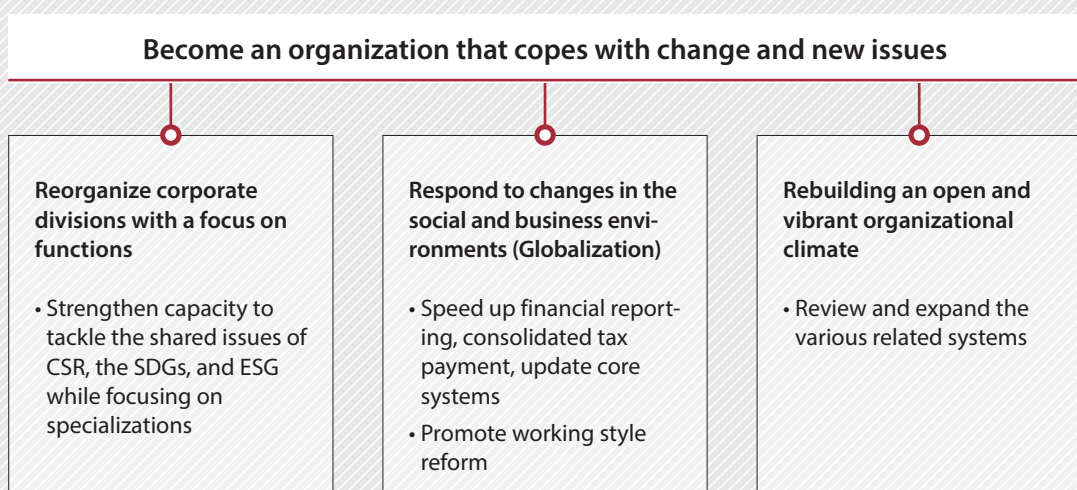 Become an organization that copes with change and new issues
Reorganize corporate
divisions with a focus on
functions
• Strengthen capacity to
tackle the shared issues of
CSR, the SDGs, and ESG
while focusing on
specializations
Respond to changes in the
social and business envi-
ronments (Globalization)
• Speed up financial report-
ing, consolidated tax
payment, update core
systems
• Promote working style
reform
Rebuilding an open and
vibrant organizational
climate
• Review and expand the
various related systems